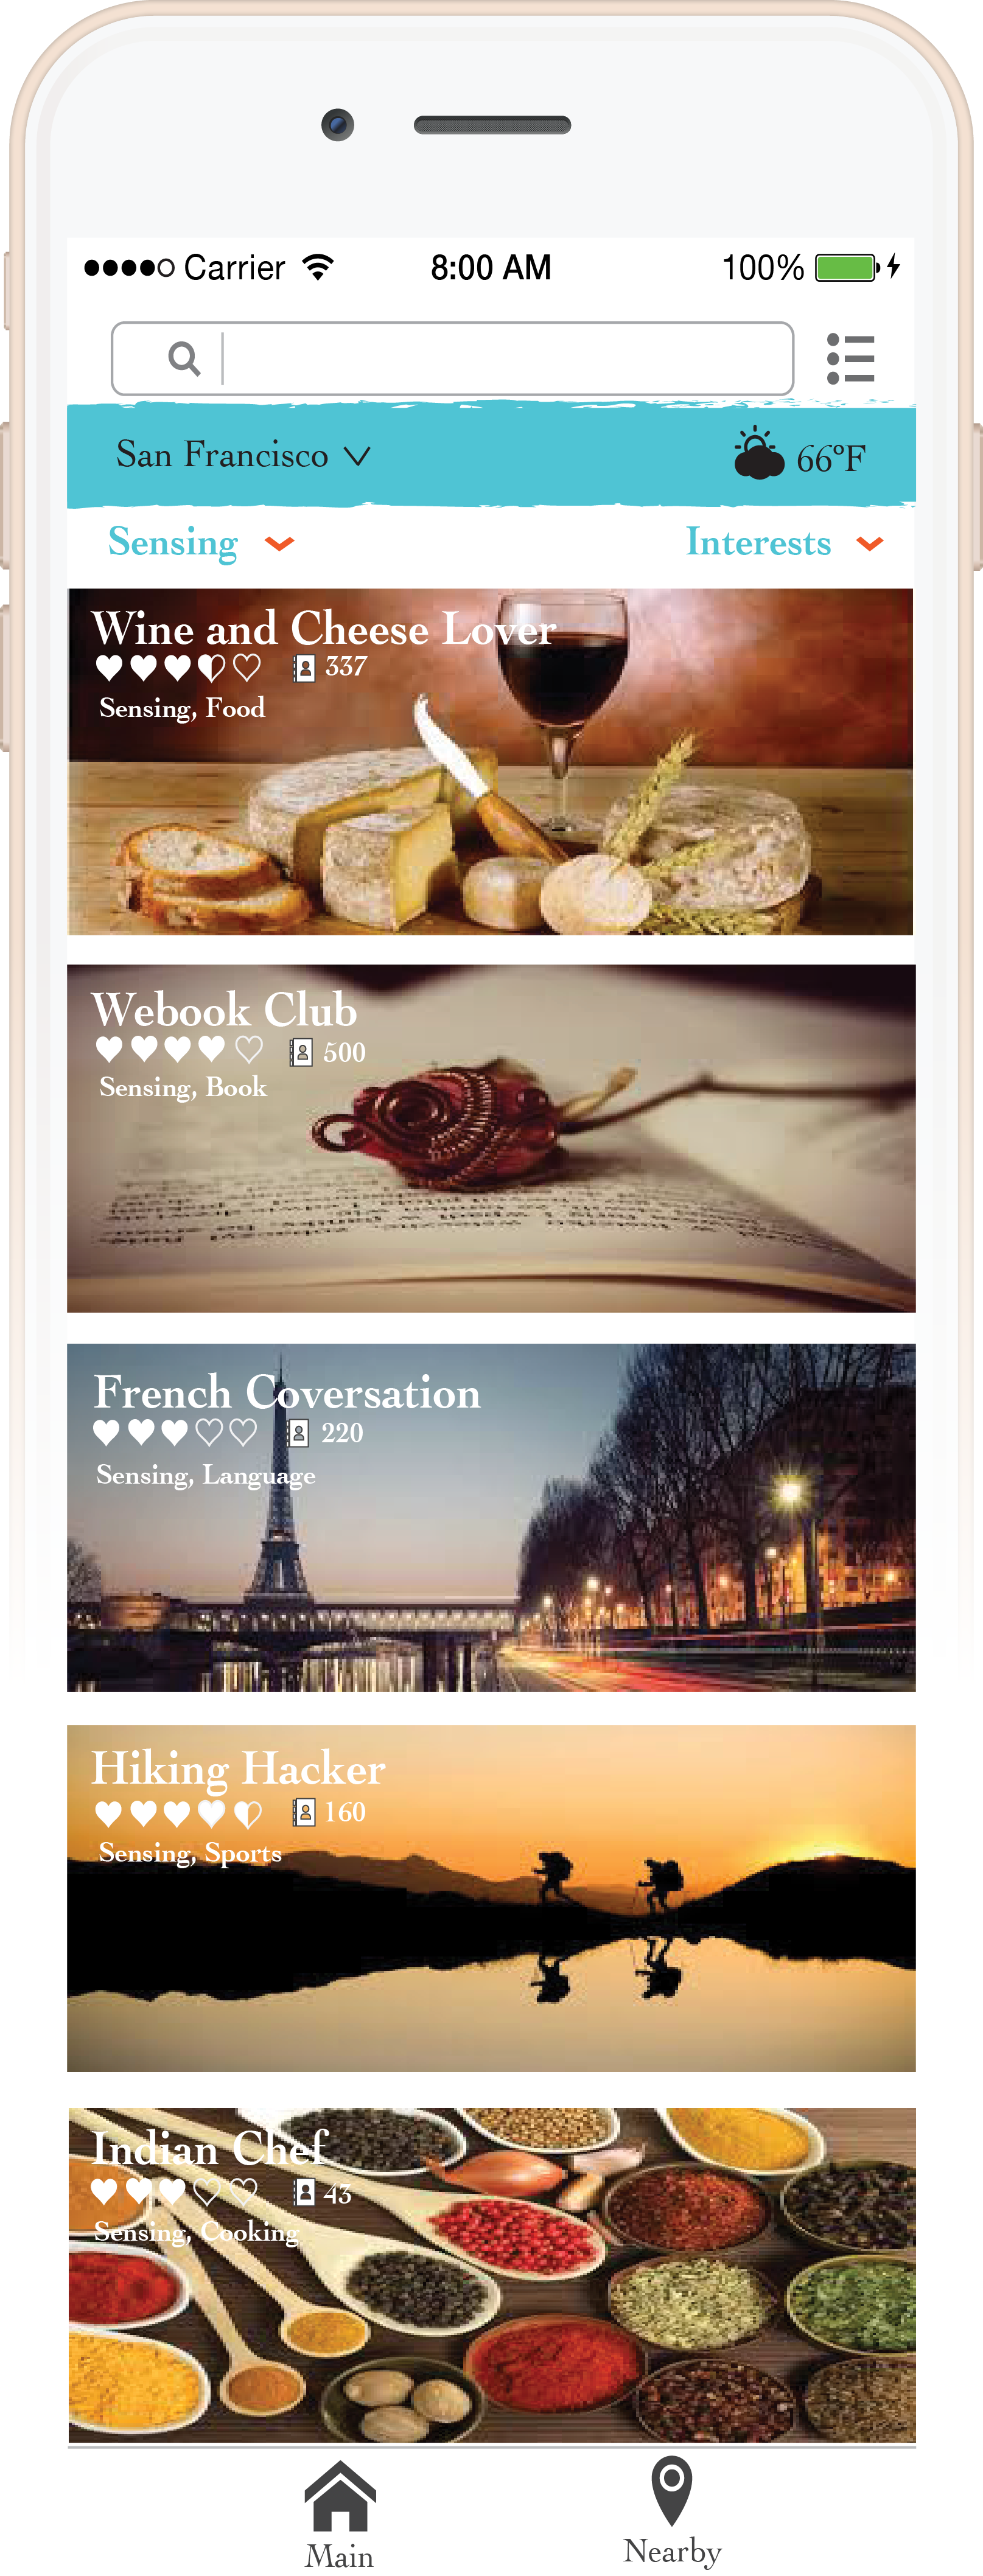 Carrier 8:00 AM 100%
San Francisco 66°F
Sensing Interests
Wine and Cheese Lover
337
Sensing, Food
Webook Club
500
Sensing, Book
French Coversation
220
Sensing, Language
Hiking Hacker
160
Sensing, Sports
Indian Chef
43
Sensing, Cooking
Main Nearby